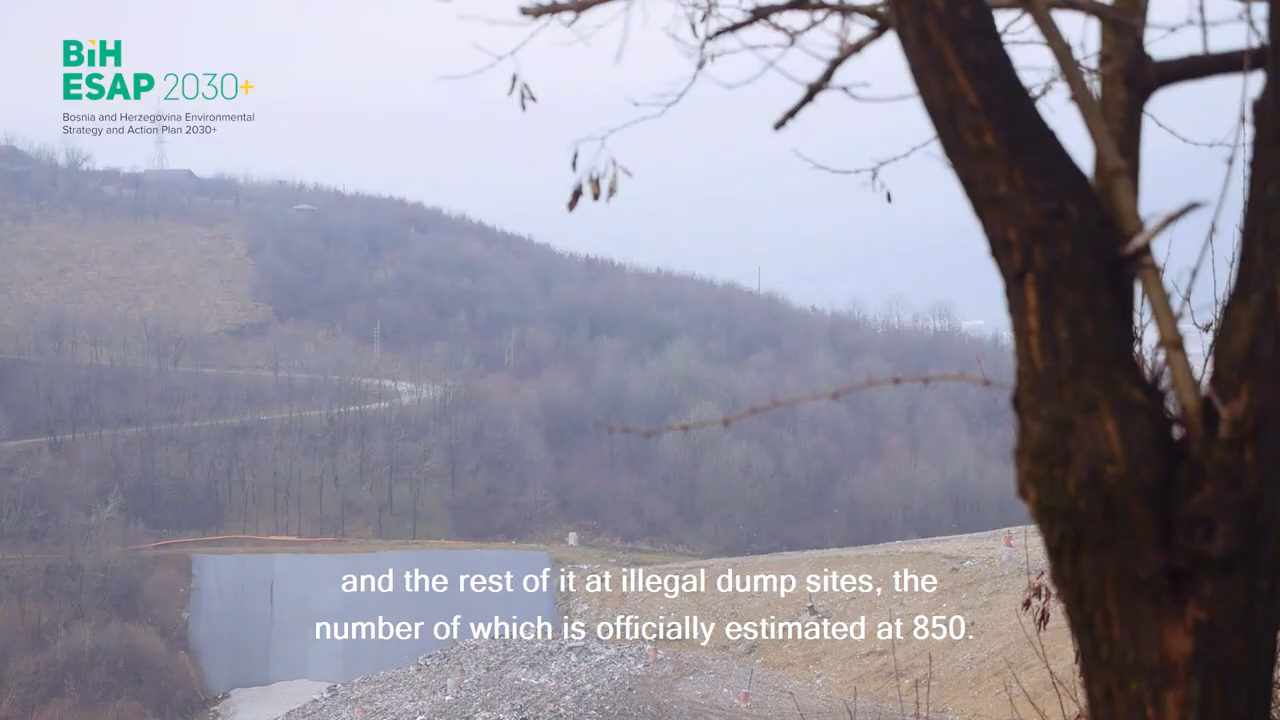 BiH
ESAP 2030+
Bosnia and Herzegovina Environmental
Strategy and Action Plan 2030+
and the rest of it at illegal dump sites, the
number of which is officially estimated at 850.